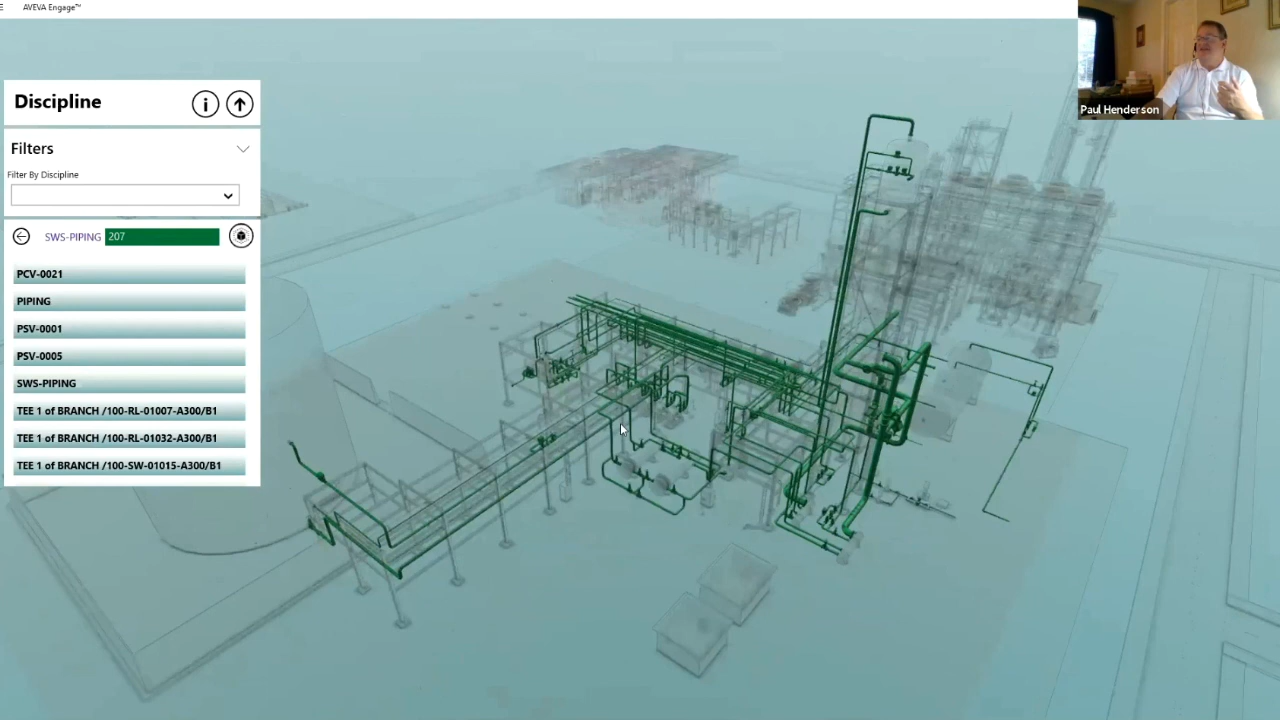 AVEVA Engage™
Paul Henderson
Discipline
Filters
Filter By Discipline
SWS-PIPING 207
PCV-0021
PIPING
PSV-0001
PSV-0005
SWS-PIPING
TEE 1 of BRANCH /100-RL-01007-A300/B1
TEE 1 of BRANCH /100-RL-01032-A300/B1
TEE 1 of BRANCH /100-SW-01015-A300/B1